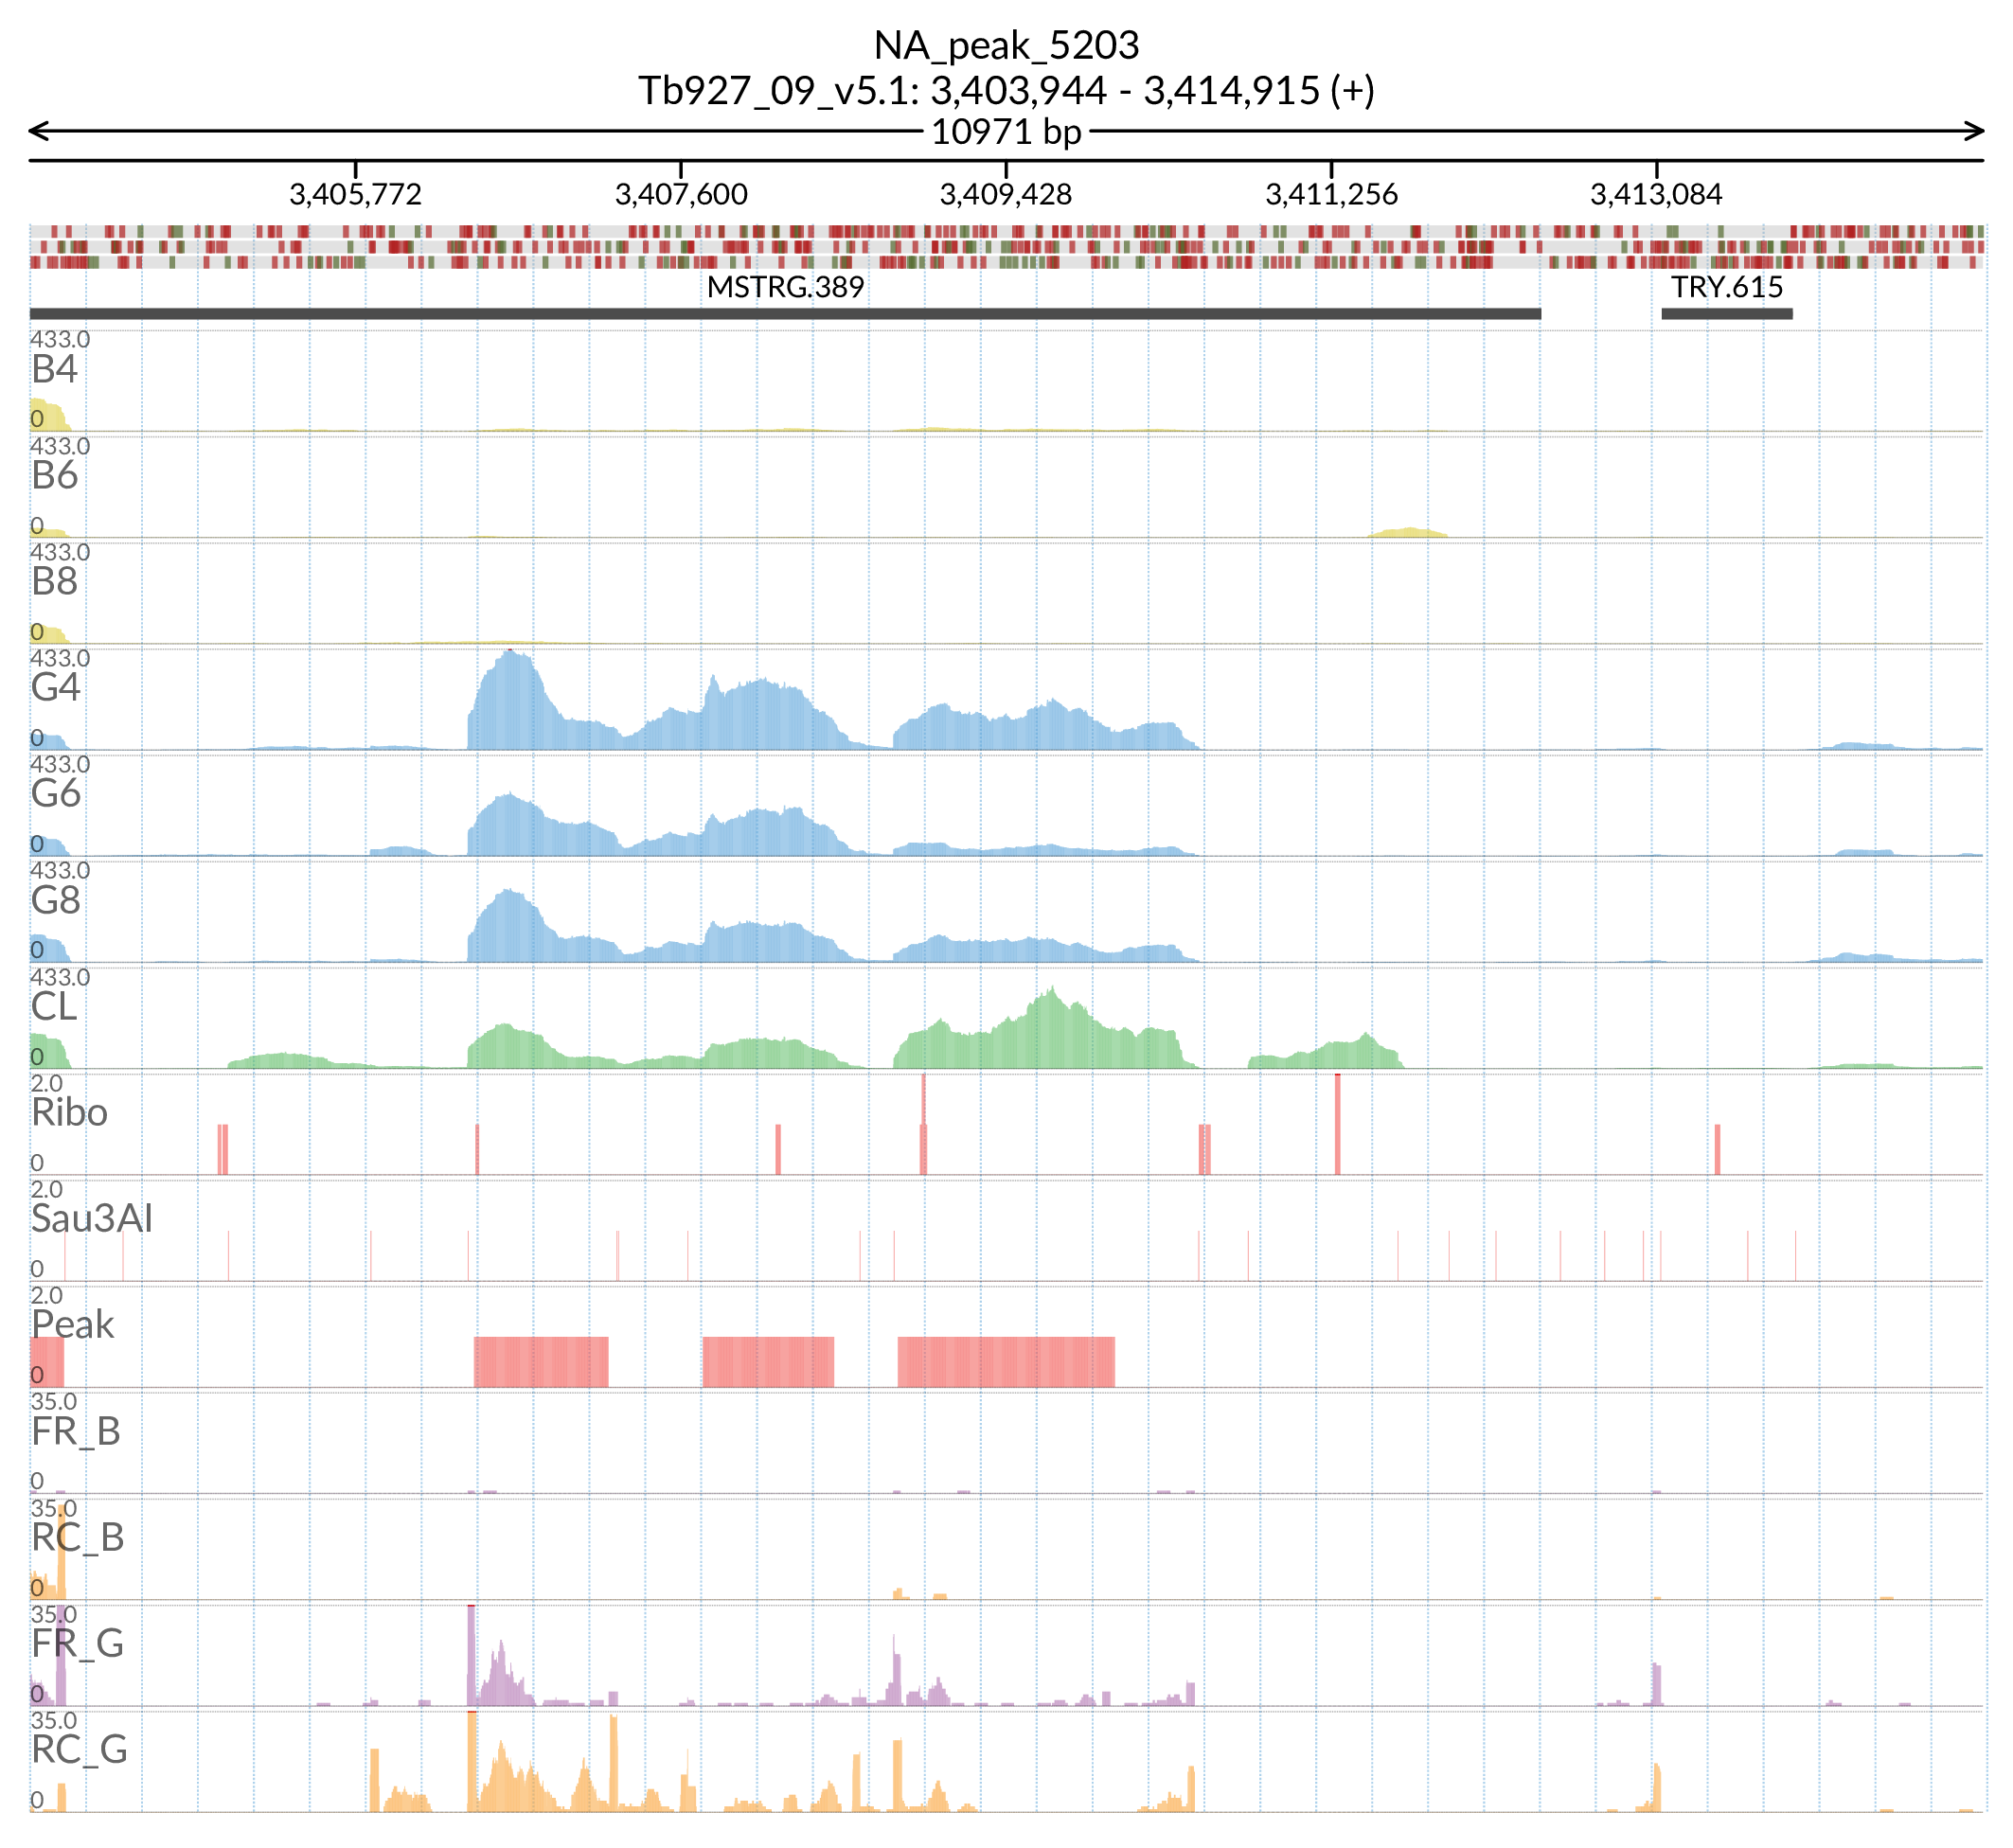 NA_peak_5203
Tb927_09_v5.1: 3,403,944 - 3,414,915 (+)
10971 bp
3,405,772 3,407,600 3,409,428 3,411,256 3,413,084
MSTRG.389 TRY.615
433.0
B4
0
433.0
B6
0
433.0
B8
0
433.0
G4
0
433.0
G6
0
433.0
G8
0
433.0
CL
0
2.0
Ribo
0
2.0
Sau3AI
0
2.0
Peak
0
35.0
FR_B
0
35.0
RC_B
0
35.0
FR_G
0
35.0
RC_G
0